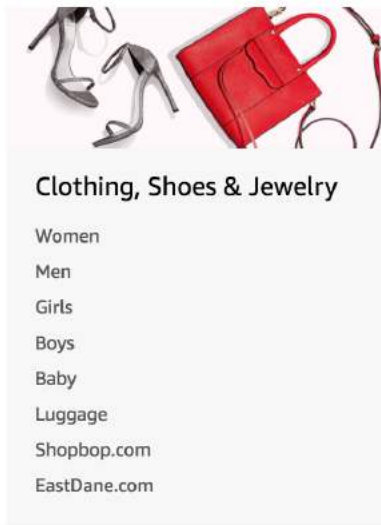 Clothing, Shoes & Jewelry
Women
Men
Girls
Boys
Baby
Luggage
Shopbop.com
EastDane.com